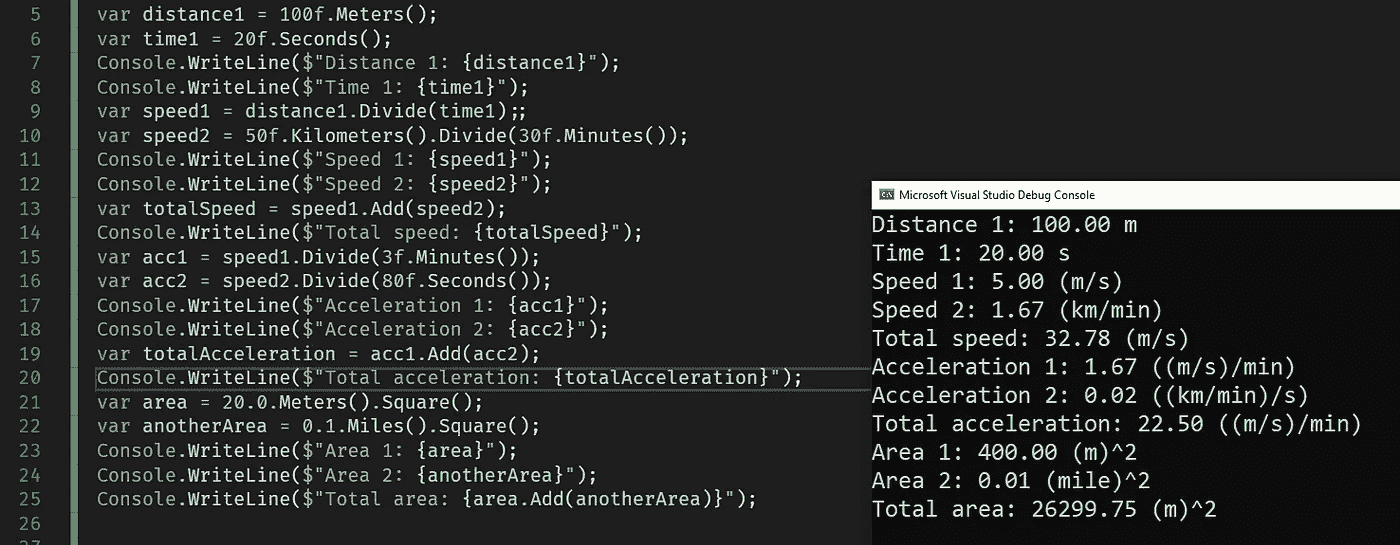 5 var distance1 = 100f.Meters();
6 var time1 = 20f.Seconds();
7 Console.WriteLine($"Distance 1: {distance1}");
8 Console.WriteLine($"Time 1: {time1}");
9 var speed1 = distance1.Divide(time1);;
10 var speed2 = 50f.Kilometers().Divide(30f.Minutes());
11 Console.WriteLine($"Speed 1: {speed1}");
12 Console.WriteLine($"Speed 2: {speed2}");
13 var totalSpeed = speed1.Add(speed2);
14 Console.WriteLine($"Total speed: {totalSpeed}");
15 var acc1 = speed1.Divide(3f.Minutes());
16 var acc2 = speed2.Divide(80f.Seconds());
17 Console.WriteLine($"Acceleration 1: {acc1}");
18 Console.WriteLine($"Acceleration 2: {acc2}");
19 var totalAcceleration = acc1.Add(acc2);
20 Console.WriteLine($"Total acceleration: {totalAcceleration}");
21 var area = 20.0.Meters().Square();
22 var anotherArea = 0.1.Miles().Square();
23 Console.WriteLine($"Area 1: {area}");
24 Console.WriteLine($"Area 2: {anotherArea}");
25 Console.WriteLine($"Total area: {area.Add(anotherArea)}");
26
27
Microsoft Visual Studio Debug Console
Distance 1: 100.00 m
Time 1: 20.00 s
Speed 1: 5.00 (m/s)
Speed 2: 1.67 (km/min)
Total speed: 32.78 (m/s)
Acceleration 1: 1.67 ((m/s)/min)
Acceleration 2: 0.02 ((km/min)/s)
Total acceleration: 22.50 ((m/s)/min)
Area 1: 400.00 (m)^2
Area 2: 0.01 (mile)^2
Total area: 26299.75 (m)^2